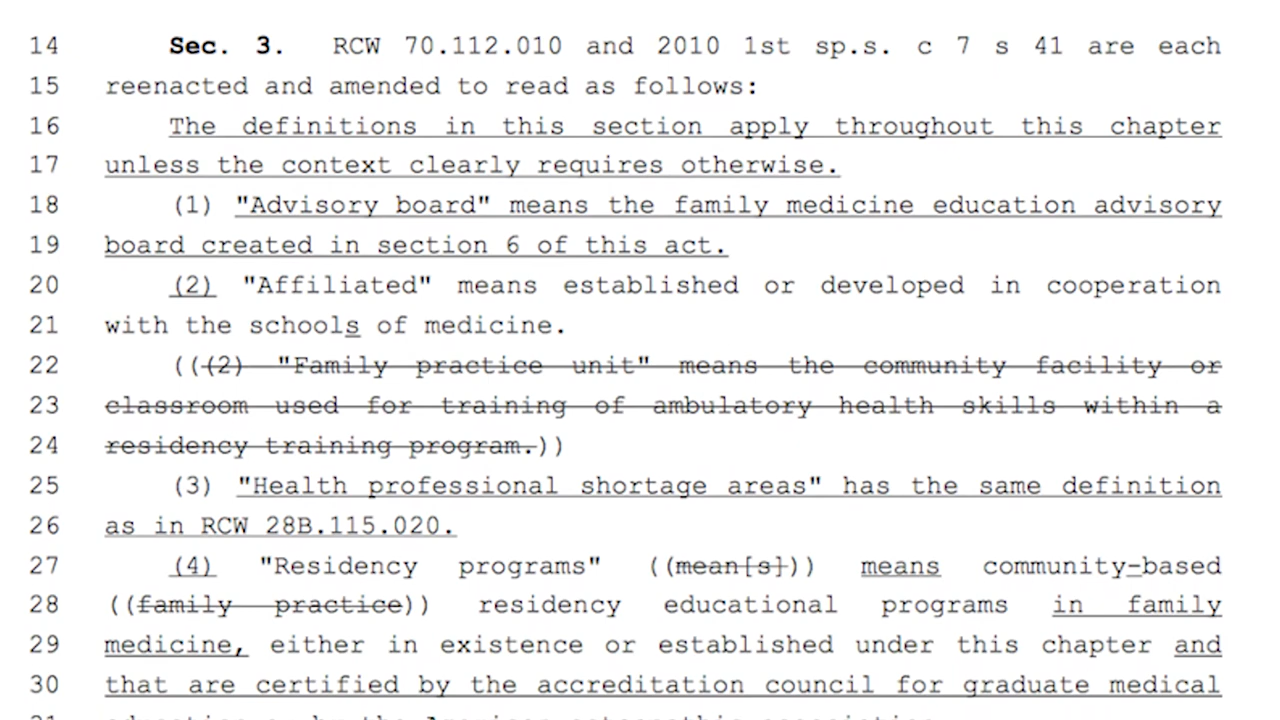 14 Sec. 3. RCW 70.112.010 and 2010 1st sp.s. c 7 s 41 are each
15 reenacted and amended to read as follows:
16 The definitions in this section apply throughout this chapter
17 unless the context clearly requires otherwise.
18 (1) "Advisory board" means the family medicine education advisory
19 board created in section 6 of this act.
20 (2) "Affiliated" means established or developed in cooperation
21 with the schools of medicine.
22 (((2) "Family practice unit" means the community facility or
23 classroom used for training of ambulatory health skills within a
24 residency training program.))
25 (3) "Health professional shortage areas" has the same definition
26 as in RCW 28B.115.020.
27 (4) "Residency programs" ((mean[s])) means community-based
28 ((family practice)) residency educational programs in family
29 medicine, either in existence or established under this chapter and
30 that are certified by the accreditation council for graduate medical